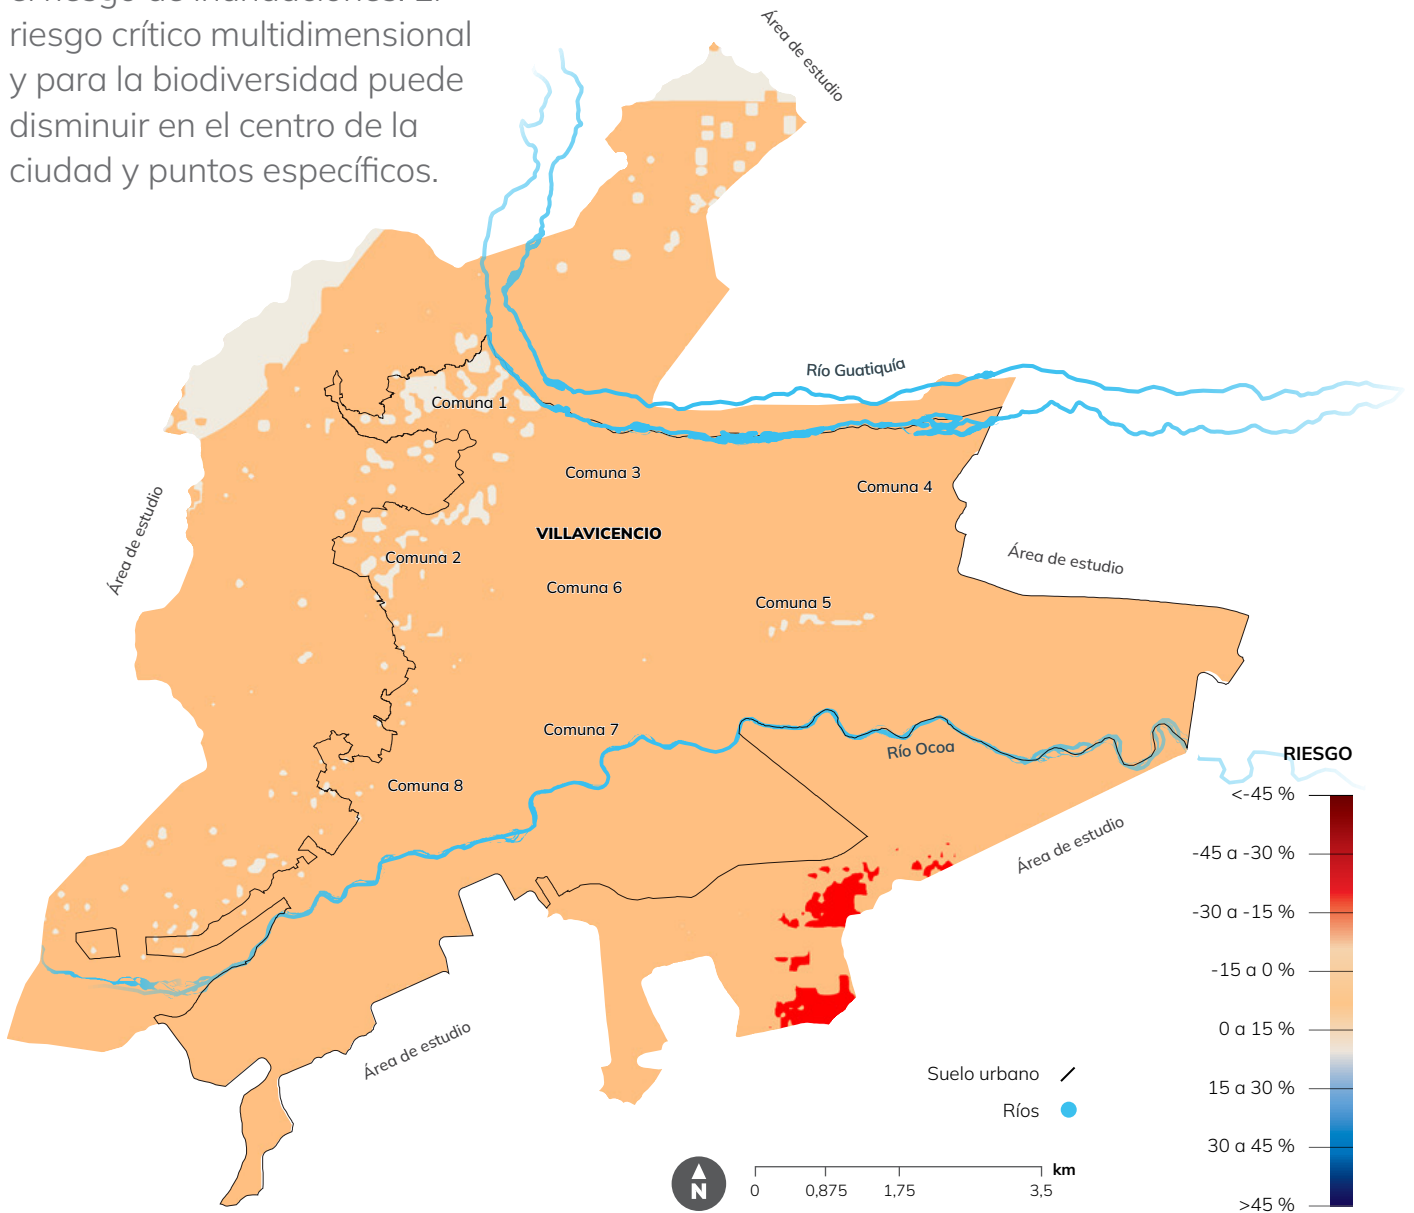 riesgo crítico multidimensional
y para la biodiversidad puede
disminuir en el centro de la
ciudad y puntos específicos.
Área de estudio
Río Guatiquía
Comuna 1
Comuna 3
Comuna 4
VILLAVICENCIO
Área de estudio
Comuna 2
Área de estudio
Comuna 6
Comuna 5
Comuna 7
Río Ocoa
Comuna 8
Área de estudio
Área de estudio
RIESGO
<-45 %
-45 a -30 %
-30 a -15 %
-15 a 0 %
0 a 15 %
15 a 30 %
30 a 45 %
>45 %
Suelo urbano
Ríos
N
km
0 0,875 1,75 3,5